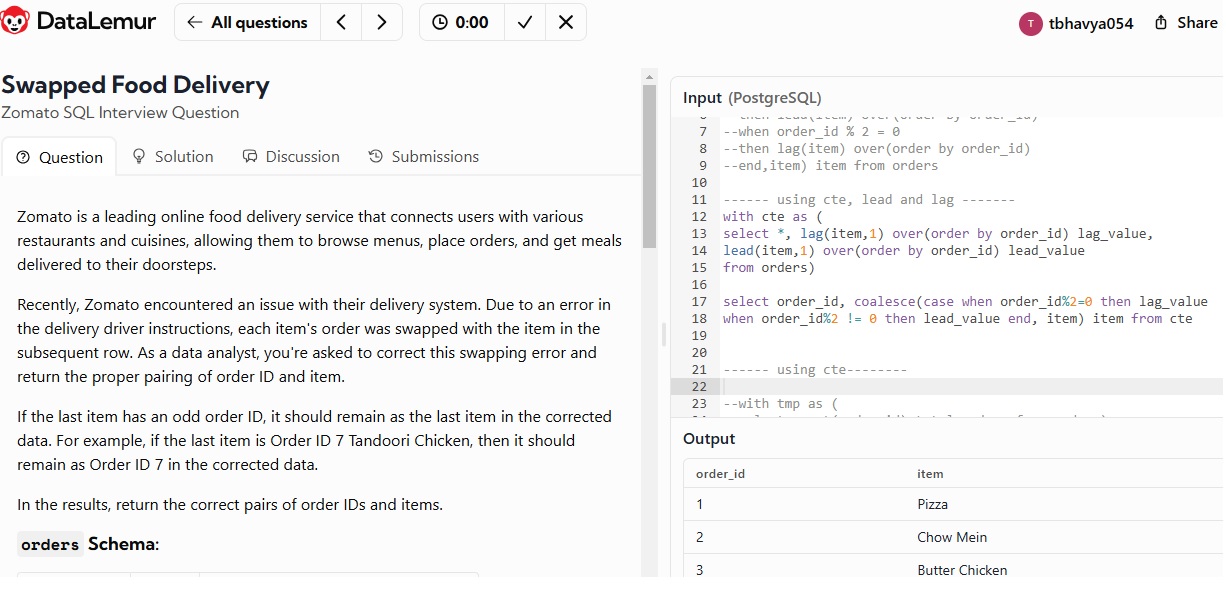 DataLemur
All questions
0:00
T
tbhavya054
Share
Swapped Food Delivery
Zomato SQL Interview Question
Question
Solution
Discussion
Submissions
Zomato is a leading online food delivery service that connects users with various
restaurants and cuisines, allowing them to browse menus, place orders, and get meals
delivered to their doorsteps.
Recently, Zomato encountered an issue with their delivery system. Due to an error in
the delivery driver instructions, each item's order was swapped with the item in the
subsequent row. As a data analyst, you're asked to correct this swapping error and
return the proper pairing of order ID and item.
If the last item has an odd order ID, it should remain as the last item in the corrected
data. For example, if the last item is Order ID 7 Tandoori Chicken, then it should
remain as Order ID 7 in the corrected data.
In the results, return the correct pairs of order IDs and items.
orders Schema:
Input (PostgreSQL)
6 --then lead(item) over(order by order_id)
7 --when order_id % 2 = 0
8 --then lag(item) over(order by order_id)
9 --end,item) item from orders
10
11 ------ using cte, lead and lag -------
12 with cte as (
13 select *, lag(item,1) over(order by order_id) lag_value,
14 lead(item,1) over(order by order_id) lead_value
15 from orders)
16
17 select order_id, coalesce(case when order_id%2=0 then lag_value
18 when order_id%2 != 0 then lead_value end, item) item from cte
19
20
21 ------ using cte--------
22
23 --with tmp as (
Output
order_id item
1 Pizza
2 Chow Mein
3 Butter Chicken